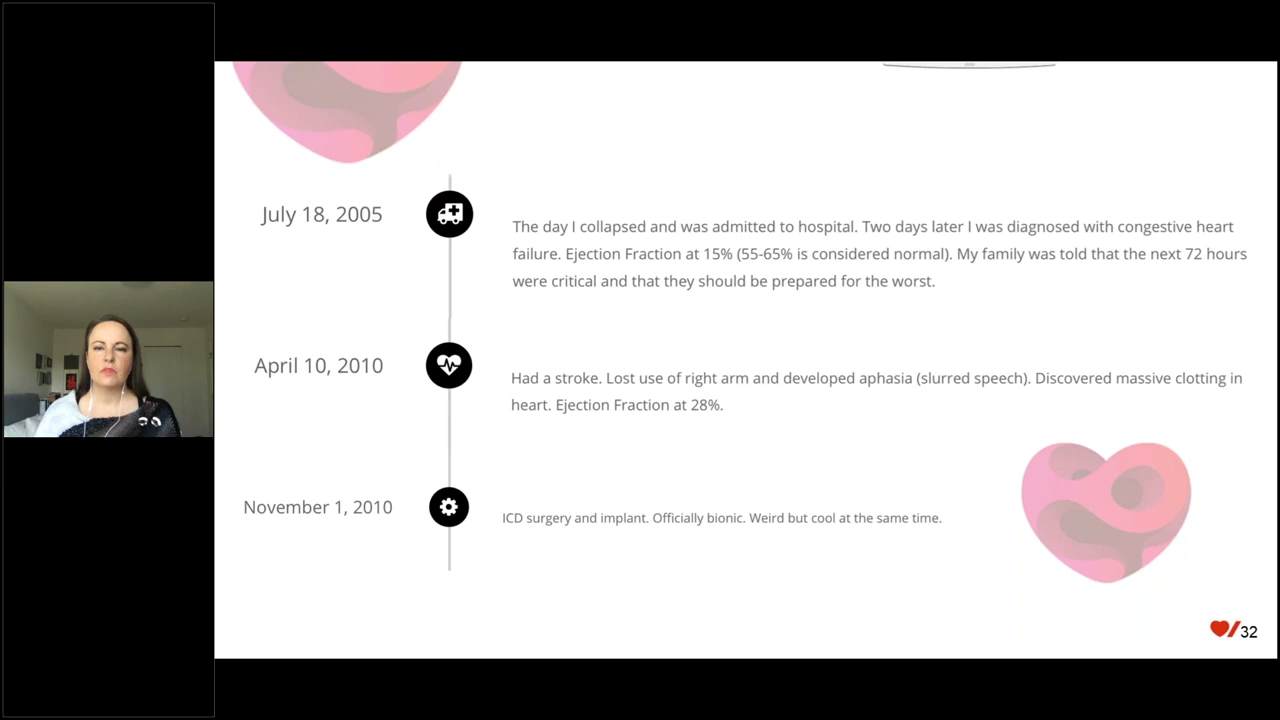 July 18, 2005
The day I collapsed and was admitted to hospital. Two days later I was diagnosed with congestive heart
failure. Ejection Fraction at 15% (55-65% is considered normal). My family was told that the next 72 hours
were critical and that they should be prepared for the worst.
April 10, 2010
Had a stroke. Lost use of right arm and developed aphasia (slurred speech). Discovered massive clotting in
heart. Ejection Fraction at 28%.
November 1, 2010
ICD surgery and implant. Officially bionic. Weird but cool at the same time.
32